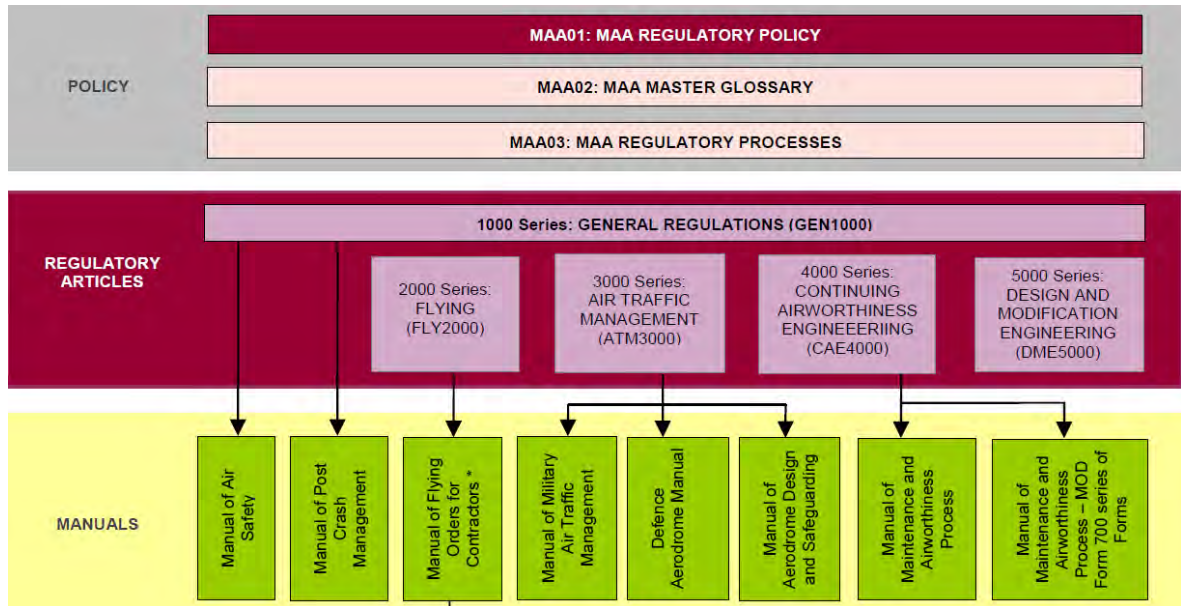 MAA01: MAA REGULATORY POLICY
POLICY
MAA02: MAA MASTER GLOSSARY
MAA03: MAA REGULATORY PROCESSES
1000 Series: GENERAL REGULATIONS (GEN1000)
REGULATORY
ARTICLES
2000 Series:
FLYING
(FLY2000)
3000 Series:
AIR TRAFFIC
MANAGEMENT
(ATM3000)
4000 Series:
CONTINUING
AIRWORTHINESS
ENGINEEERIING
(CAE4000)
5000 Series:
DESIGN AND
MODIFICATION
ENGINEERING
(DME5000)
MANUALS
Manual of Air
Safety
Manual of Post
Crash
Management
Manual of Flying
Orders for
Contractors *
Manual of Military
Air Traffic
Management
Defence
Aerodrome Manual
Manual of
Aerodrome Design
and Safeguarding
Manual of
Maintenance and
Airworthiness
Process
Manual of
Maintenance and
Airworthiness
Process – MOD
Form 700 series of
Forms